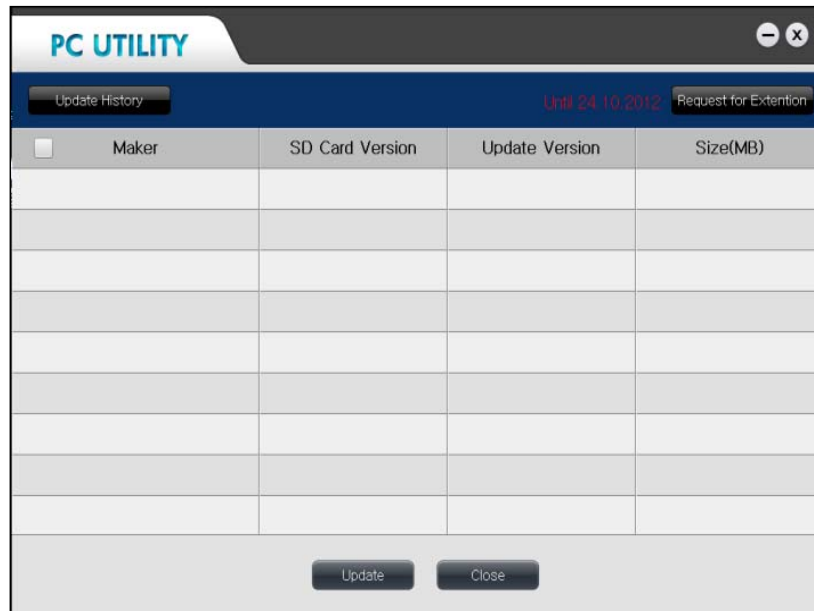 PC UTILITY
Update History Until 24.10.2012 Request for Extention
Maker SD Card Version Update Version Size(MB)
Update Close